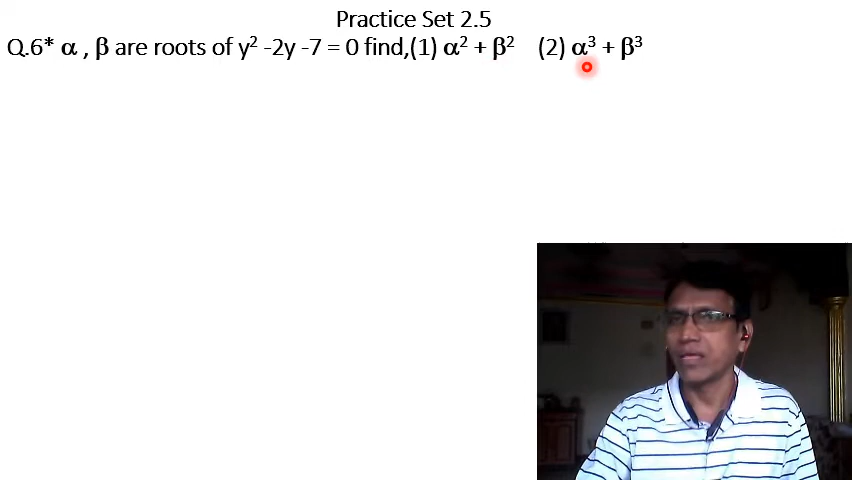 Practice Set 2.5
Q.6* α , β are roots of y² -2y -7 = 0 find,(1) α² + β² (2) α³ + β³